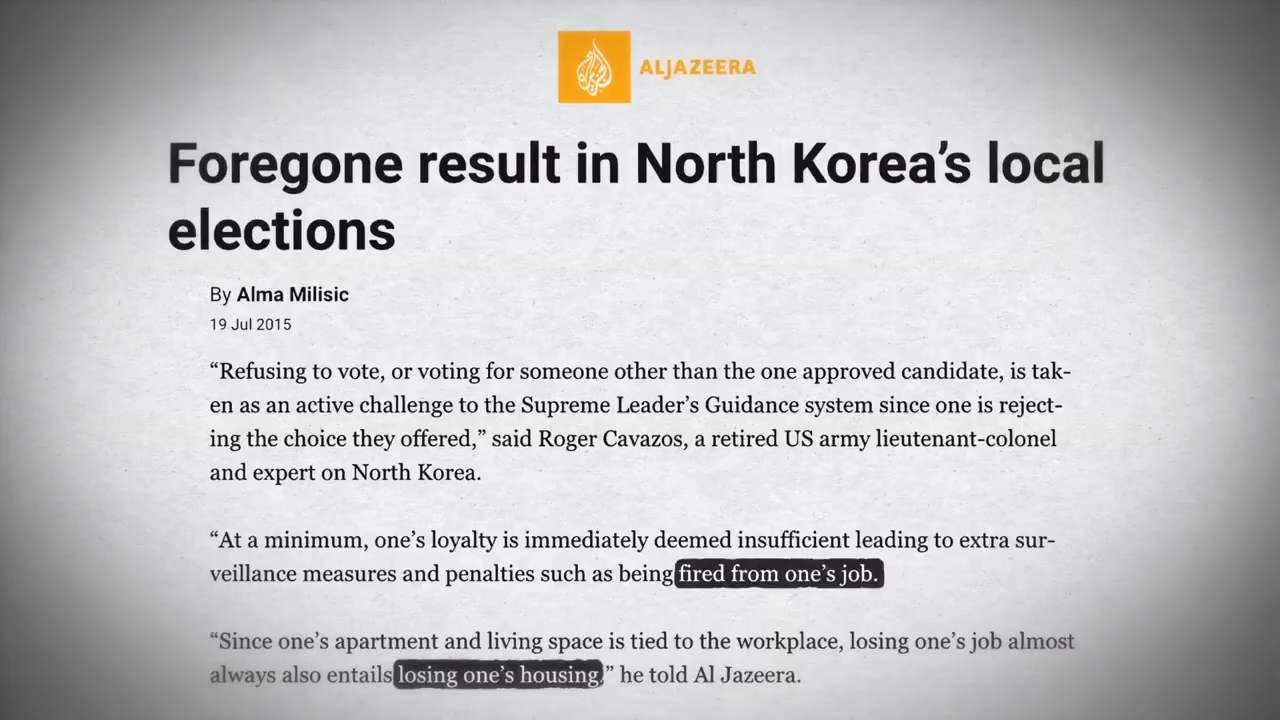 ALJAZEERA
Foregone result in North Korea’s local
elections
By Alma Milisic
19 Jul 2015
“Refusing to vote, or voting for someone other than the one approved candidate, is tak-
en as an active challenge to the Supreme Leader’s Guidance system since one is reject-
ing the choice they offered,” said Roger Cavazos, a retired US army lieutenant-colonel
and expert on North Korea.
“At a minimum, one’s loyalty is immediately deemed insufficient leading to extra sur-
veillance measures and penalties such as being fired from one’s job.
“Since one’s apartment and living space is tied to the workplace, losing one’s job almost
always also entails losing one’s housing,” he told Al Jazeera.